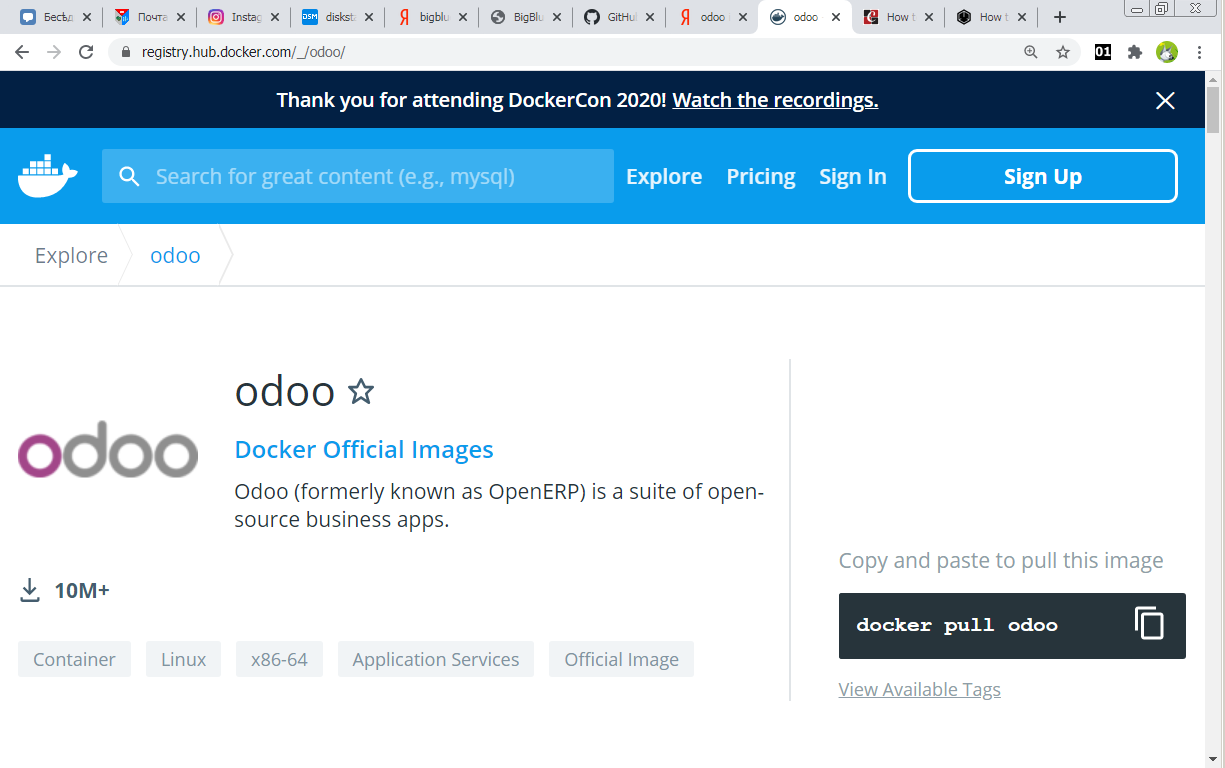 Бесѣд
Почта
Instag
DSM diskst
Я bigblu
BigBlu
GitHul
Я odoo
odoo
How t
How t
registry.hub.docker.com/_/odoo/
01
Thank you for attending DockerCon 2020! Watch the recordings.
Search for great content (e.g., mysql)
Explore
Pricing
Sign In
Sign Up
Explore
odoo
odoo
odoo
Docker Official Images
Odoo (formerly known as OpenERP) is a suite of open-
source business apps.
10M+
Container
Linux
x86-64
Application Services
Official Image
Copy and paste to pull this image
docker pull odoo
View Available Tags